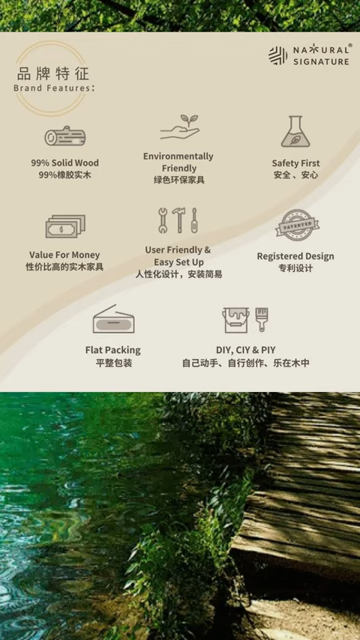 品牌特征
Brand Features:
NATURAL®
SIGNATURE
99% Solid Wood
99%橡胶实木
Environmentally
Friendly
绿色环保家具
Safety First
安全、安心
Value For Money
性价比高的实木家具
User Friendly &
Easy Set Up
人性化设计，安装简易
PATENTED
Registered Design
专利设计
Flat Packing
平整包装
DIY, CIY & PIY
自己动手、自行创作、乐在木中